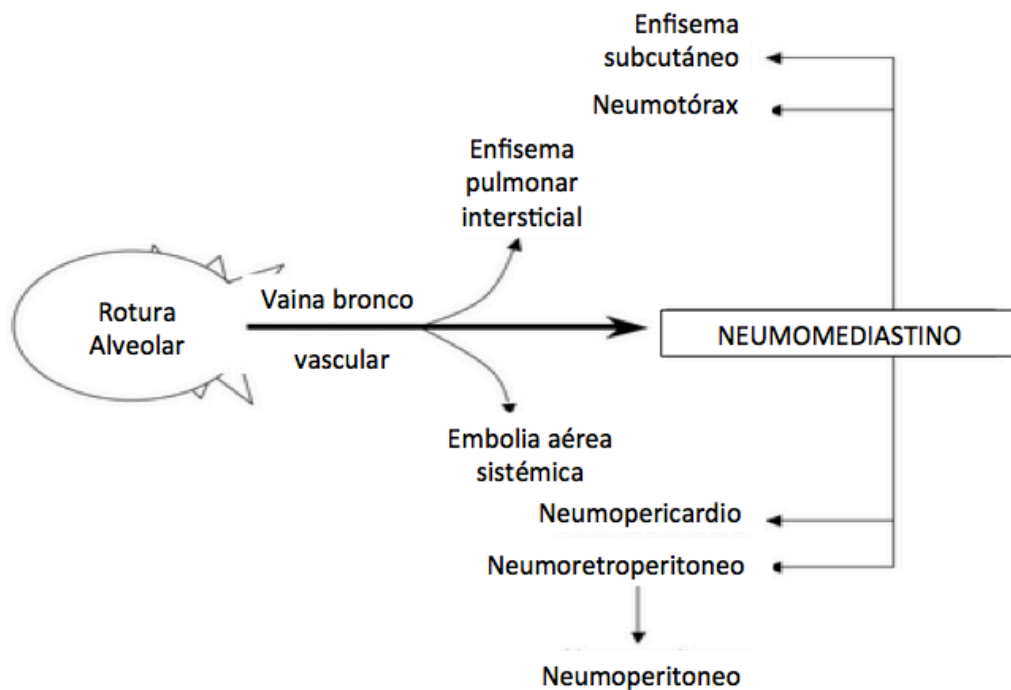 Enfisema
subcutáneo
Neumotórax
Enfisema
pulmonar
intersticial
Rotura
Alveolar
Vaina bronco
vascular
NEUMOMEDIASTINO
Embolia aérea
sistémica
Neumopericardio
Neumoretroperitoneo
Neumoperitoneo